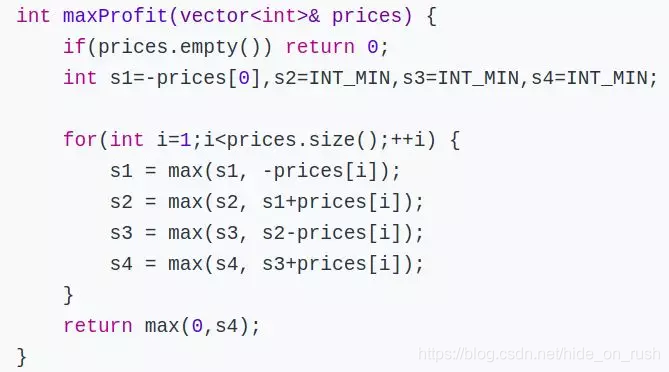 int maxProfit(vector<int>& prices) {
    if(prices.empty()) return 0;
    int s1=-prices[0],s2=INT_MIN,s3=INT_MIN,s4=INT_MIN;

    for(int i=1;i<prices.size();++i) {
        s1 = max(s1, -prices[i]);
        s2 = max(s2, s1+prices[i]);
        s3 = max(s3, s2-prices[i]);
        s4 = max(s4, s3+prices[i]);
    }
    return max(0,s4);
}
https://blog.csdn.net/hide_on_rush